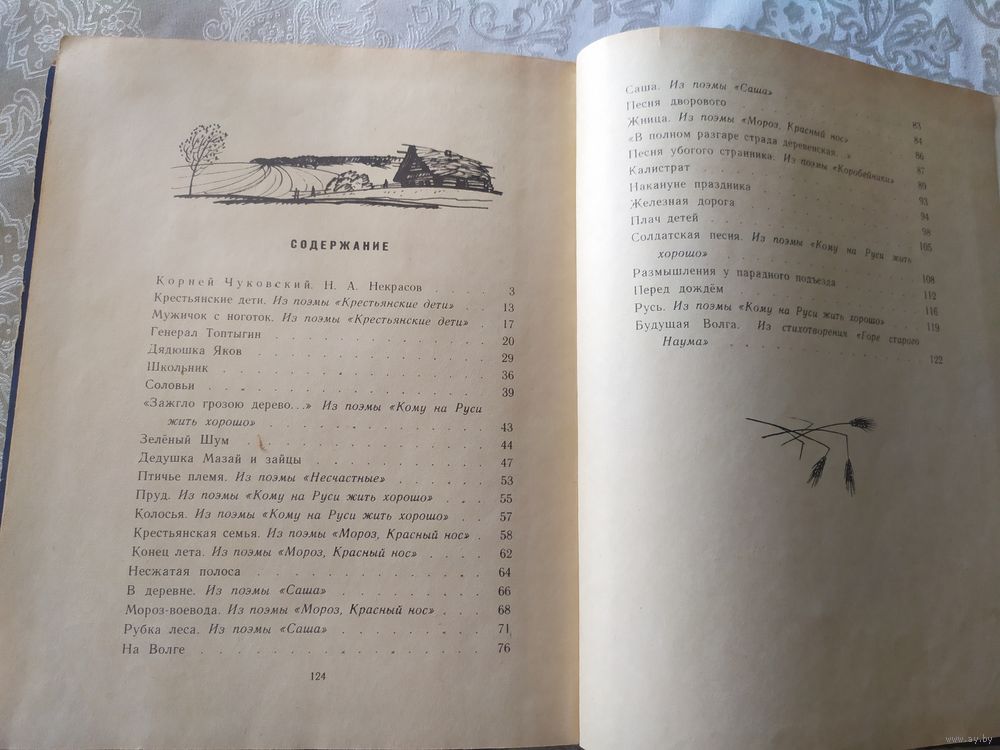 СОДЕРЖАНИЕ
Корней Чуковский. Н. А. Некрасов . . . . 3
Крестьянские дети. Из поэмы «Крестьянские дети» . 13
Мужичок с ноготок. Из поэмы «Крестьянские дети» . 17
Генерал Топтыгин . . . . 20
Дядюшка Яков . . . . 29
Школьник . . . . 36
Соловьи . . . . 39
«Зажгло грозою дерево...» Из поэмы «Кому на Руси
жить хорошо» . . . . 43
Зелёный Шум . . . . 44
Дедушка Мазай и зайцы . . . . 47
Птичье племя. Из поэмы «Несчастные» . . . . 53
Пруд. Из поэмы «Кому на Руси жить хорошо» . . . 55
Колосья. Из поэмы «Кому на Руси жить хорошо» . . 57
Крестьянская семья. Из поэмы «Мороз, Красный нос» . 58
Конец лета. Из поэмы «Мороз, Красный нос» . . . . 62
Несжатая полоса . . . . 64
В деревне. Из поэмы «Саша» . . . . 66
Мороз-воевода. Из поэмы «Мороз, Красный нос» . . . 68
Рубка леса. Из поэмы «Саша» . . . . 71
На Волге . . . . 76
124
Саша. Из поэмы «Саша» . . . . 83
Песня дворового . . . . 84
Жница. Из поэмы «Мороз, Красный нос» . . . . 86
«В полном разгаре страда деревенская...» . . . . 87
Песня убогого странника. Из поэмы «Коробейники» . 89
Калистрат . . . . 93
Накануне праздника . . . . 94
Железная дорога . . . . 98
Плач детей . . . . 105
Солдатская песня. Из поэмы «Кому на Руси жить
хорошо» . . . . 108
Размышления у парадного подъезда . . . . 112
Перед дождём . . . . 116
Русь. Из поэмы «Кому на Руси жить хорошо» . . . . 119
Будущая Волга. Из стихотворения «Горе старого
Наума» . . . . 122
www.ay.by